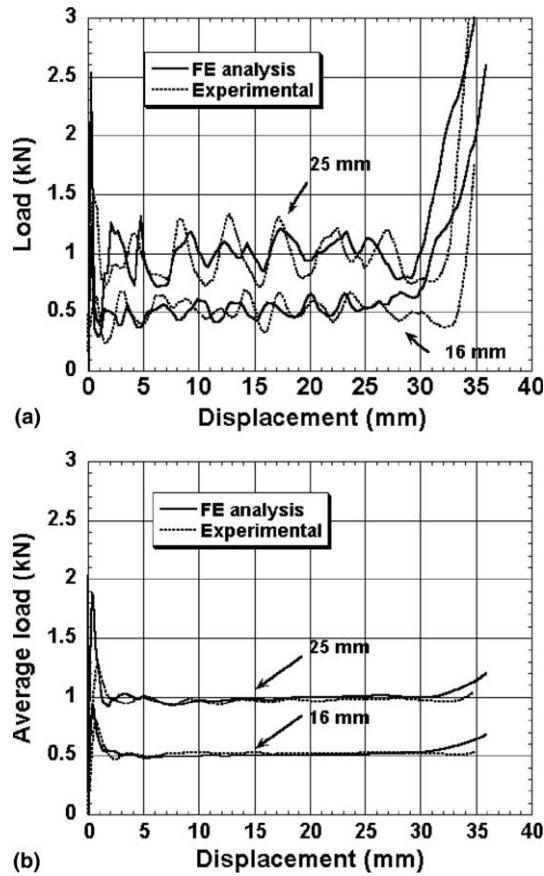 3
2.5
2
1.5
1
0.5
0
Load (kN)
FE analysis
Experimental
25 mm
16 mm
0 5 10 15 20 25 30 35 40
(a)
Displacement (mm)
3
2.5
2
1.5
1
0.5
0
Average load (kN)
FE analysis
Experimental
25 mm
16 mm
0 5 10 15 20 25 30 35 40
(b)
Displacement (mm)